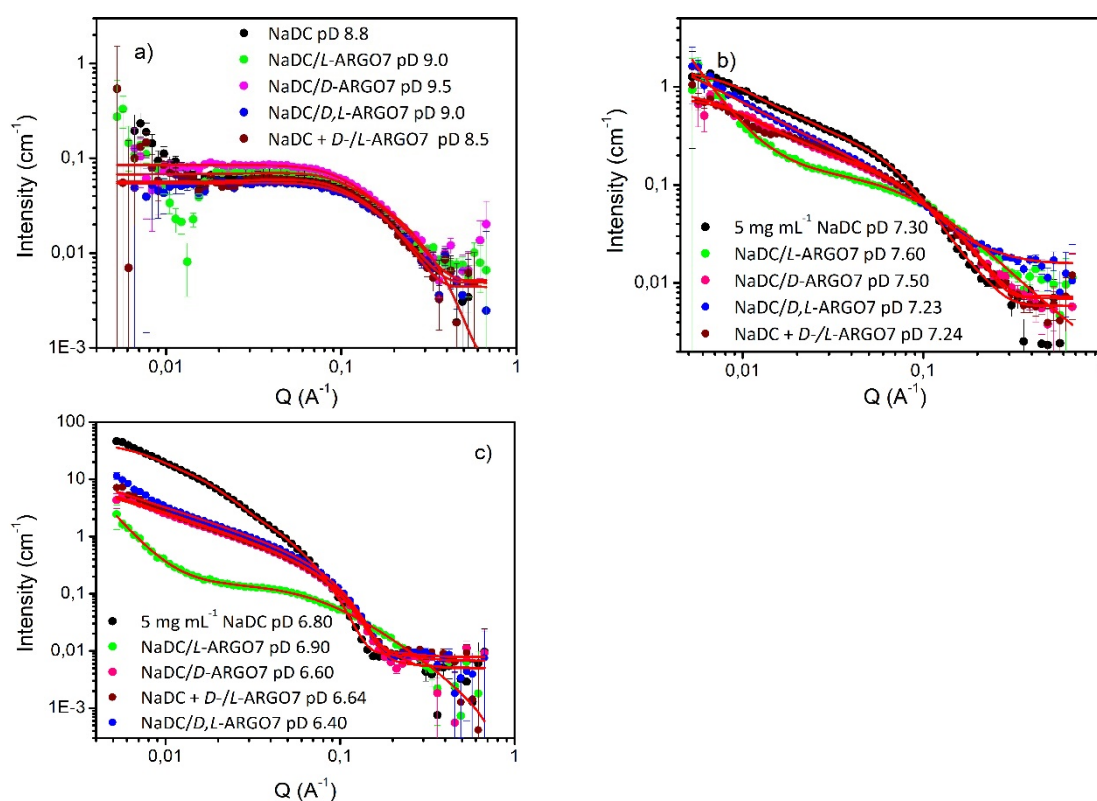 a)
NaDC pD 8.8
NaDC/L-ARGO7 pD 9.0
NaDC/D-ARGO7 pD 9.5
NaDC/D,L-ARGO7 pD 9.0
NaDC + D-/L-ARGO7 pD 8.5
Intensity (cm⁻¹)
1
0,1
0,01
1E-3
0,01
0,1
1
Q (A⁻¹)
b)
5 mg mL⁻¹ NaDC pD 7.30
NaDC/L-ARGO7 pD 7.60
NaDC/D-ARGO7 pD 7.50
NaDC/D,L-ARGO7 pD 7.23
NaDC + D-/L-ARGO7 pD 7.24
Intensity (cm⁻¹)
1
0,1
0,01
0,01
0,1
1
Q (A⁻¹)
c)
5 mg mL⁻¹ NaDC pD 6.80
NaDC/L-ARGO7 pD 6.90
NaDC/D-ARGO7 pD 6.60
NaDC + D-/L-ARGO7 pD 6.64
NaDC/D,L-ARGO7 pD 6.40
Intensity (cm⁻¹)
100
10
1
0,1
0,01
1E-3
0,01
0,1
1
Q (A⁻¹)